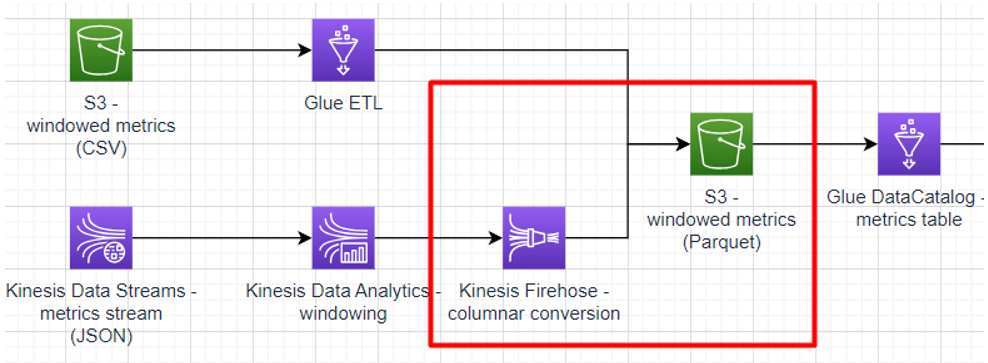 S3 -
windowed metrics
(CSV)
Glue ETL
S3 -
windowed metrics
(Parquet)
Glue DataCatalog -
metrics table
Kinesis Data Streams -
metrics stream
(JSON)
Kinesis Data Analytics -
windowing
Kinesis Firehose -
columnar conversion